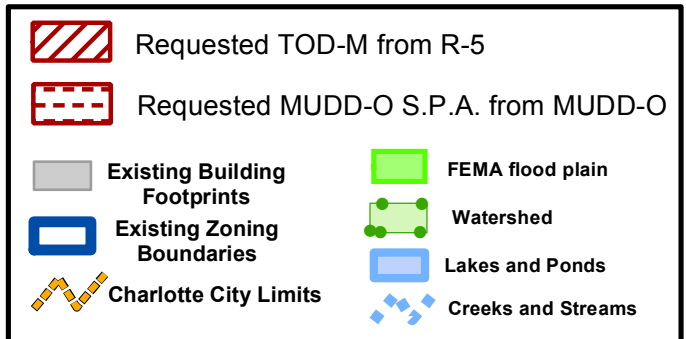 Requested TOD-M from R-5
Requested MUDD-O S.P.A. from MUDD-O
Existing Building
Footprints
Existing Zoning
Boundaries
Charlotte City Limits
FEMA flood plain
Watershed
Lakes and Ponds
Creeks and Streams